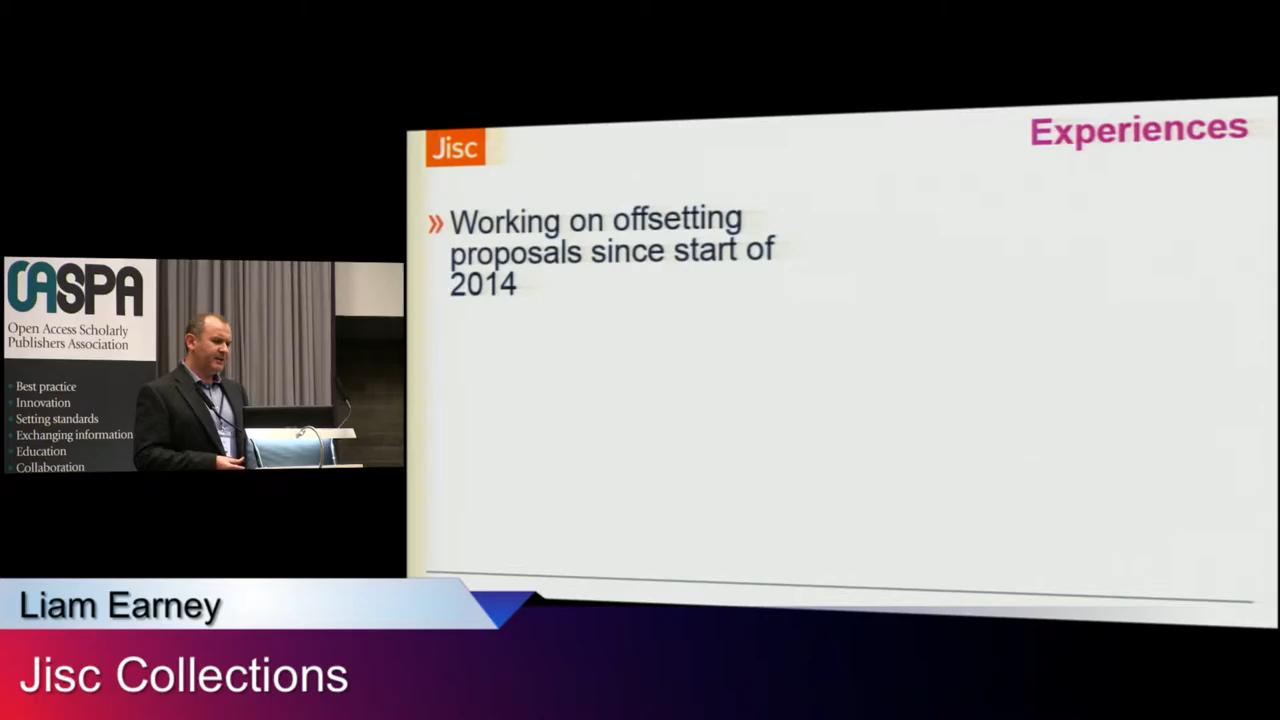 Jisc
Experiences
» Working on offsetting
proposals since start of
2014
OASPA
Open Access Scholarly
Publishers Association
• Best practice
• Innovation
• Setting standards
• Exchanging information
• Education
• Collaboration
Liam Earney
Jisc Collections